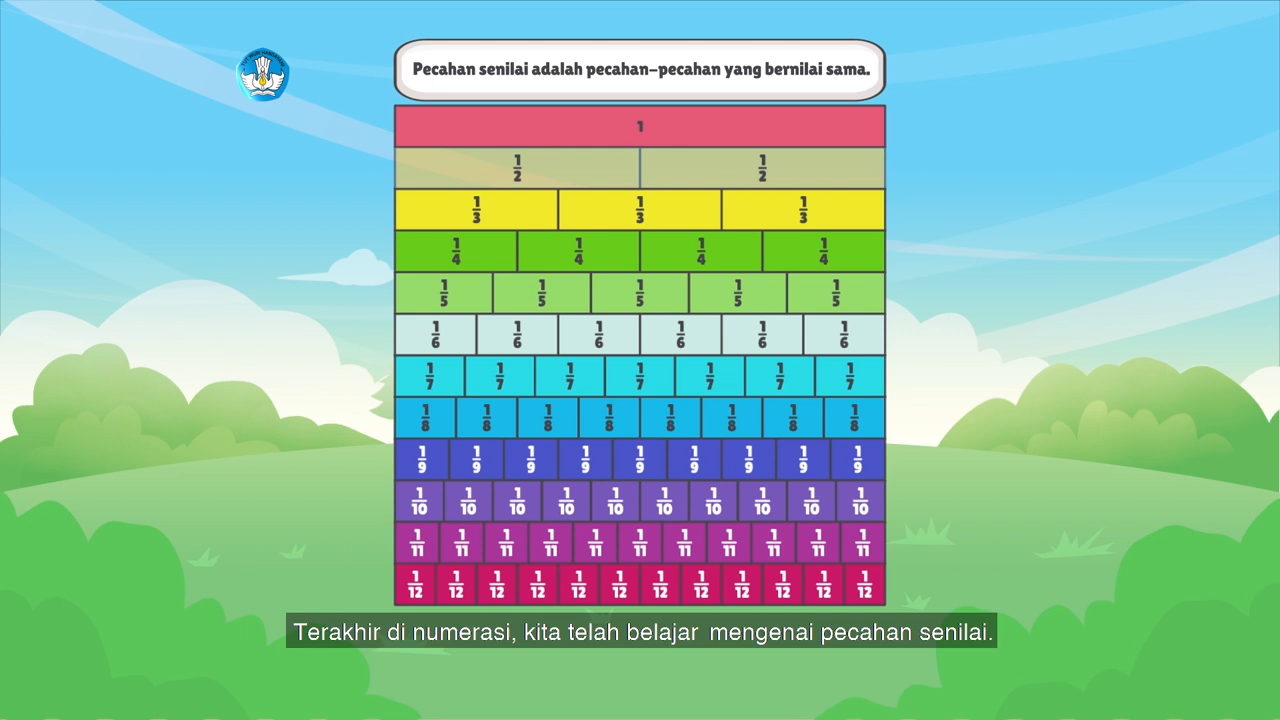 Pecahan senilai adalah pecahan-pecahan yang bernilai sama.
1
1/2 1/2
1/3 1/3 1/3
1/4 1/4 1/4 1/4
1/5 1/5 1/5 1/5 1/5
1/6 1/6 1/6 1/6 1/6 1/6
1/7 1/7 1/7 1/7 1/7 1/7 1/7
1/8 1/8 1/8 1/8 1/8 1/8 1/8 1/8
1/9 1/9 1/9 1/9 1/9 1/9 1/9 1/9 1/9
1/10 1/10 1/10 1/10 1/10 1/10 1/10 1/10 1/10 1/10
1/11 1/11 1/11 1/11 1/11 1/11 1/11 1/11 1/11 1/11 1/11
1/12 1/12 1/12 1/12 1/12 1/12 1/12 1/12 1/12 1/12 1/12 1/12
Terakhir di numerasi, kita telah belajar mengenai pecahan senilai.